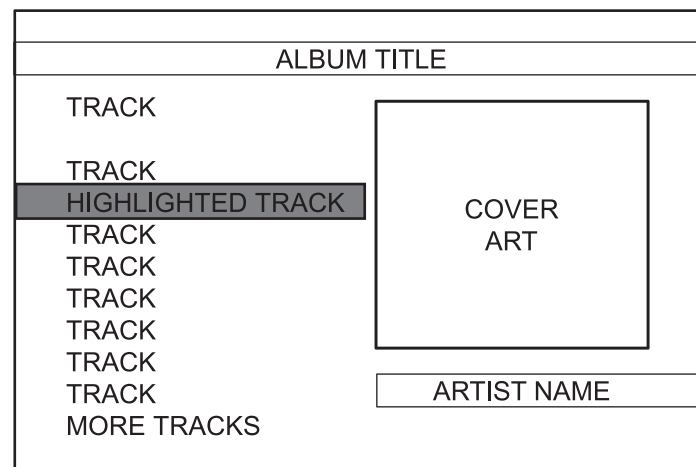 ALBUM TITLE
TRACK
TRACK
HIGHLIGHTED TRACK
TRACK
TRACK
TRACK
TRACK
TRACK
TRACK
MORE TRACKS
COVER
ART
ARTIST NAME